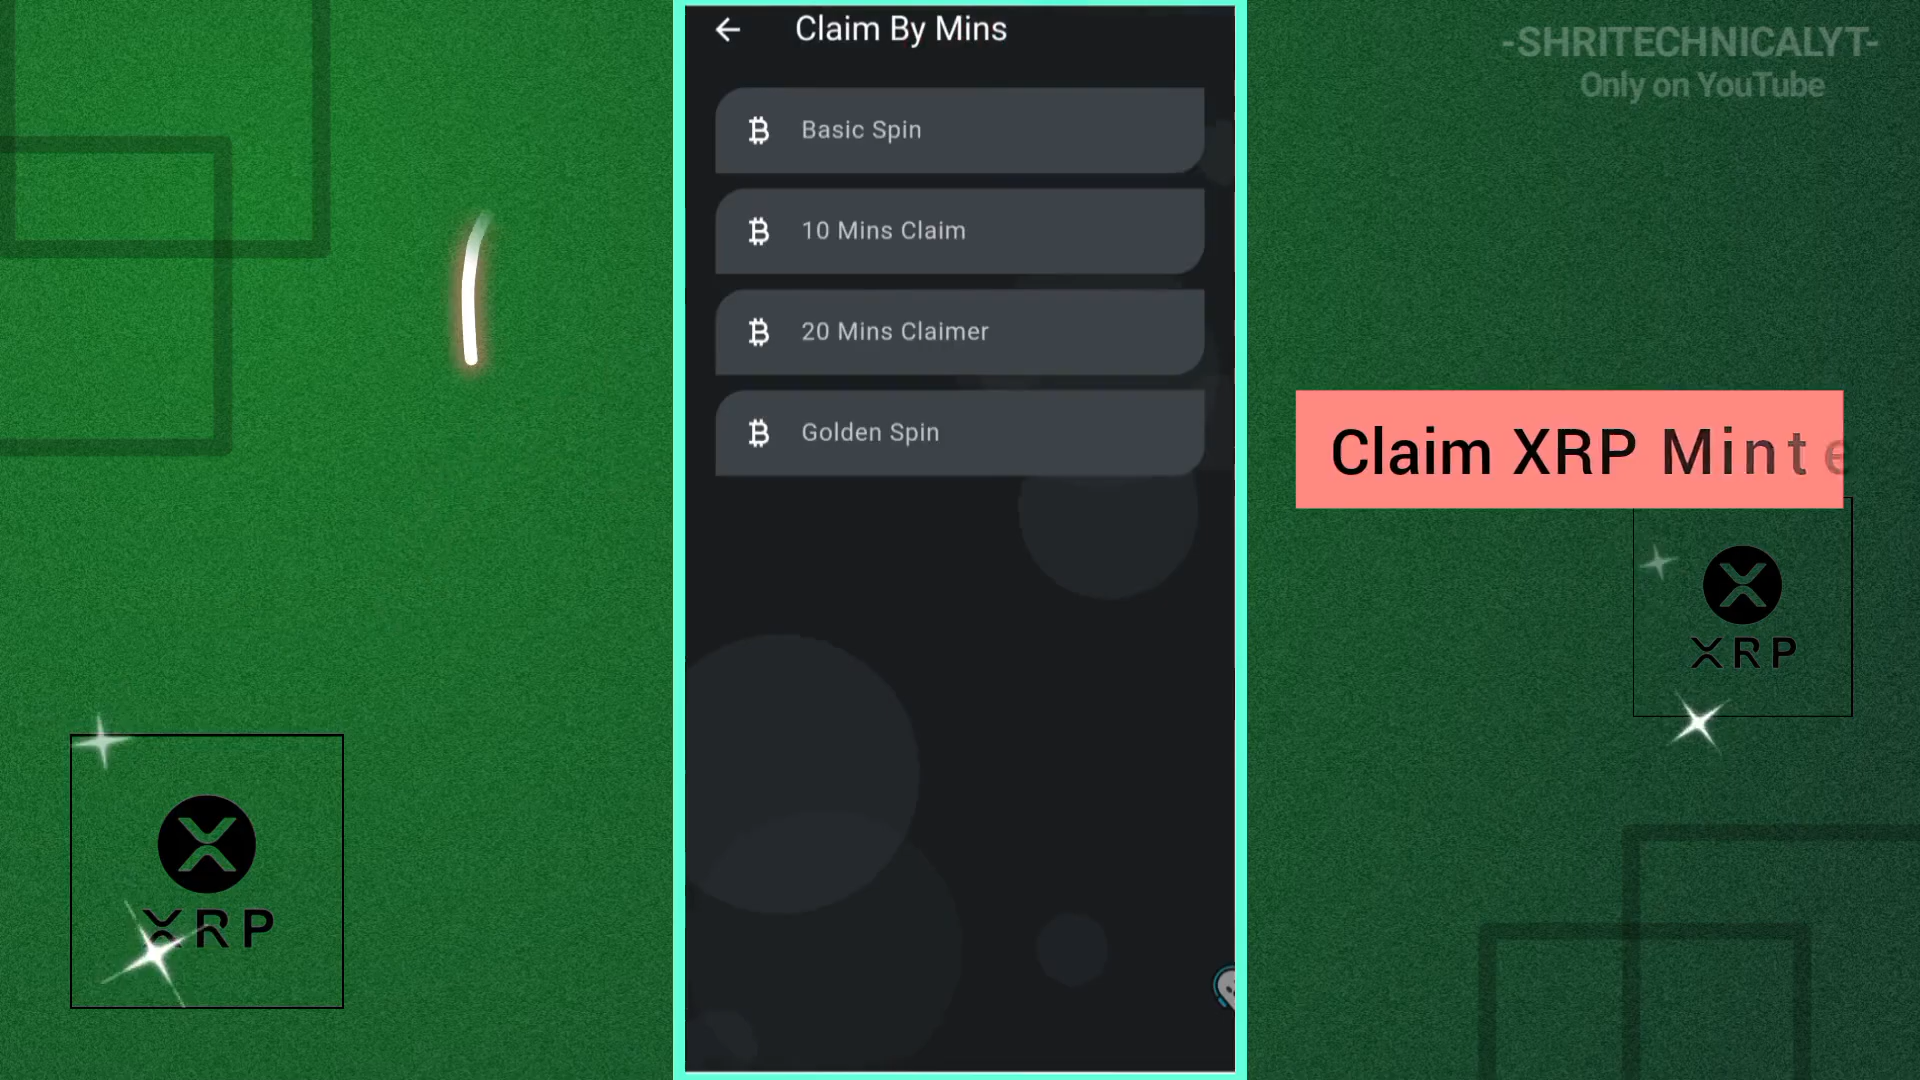 Claim By Mins
Basic Spin
10 Mins Claim
20 Mins Claimer
Golden Spin
-SHRITECHNICALYT-
Only on YouTube
Claim XRP Minte
XRP
XRP